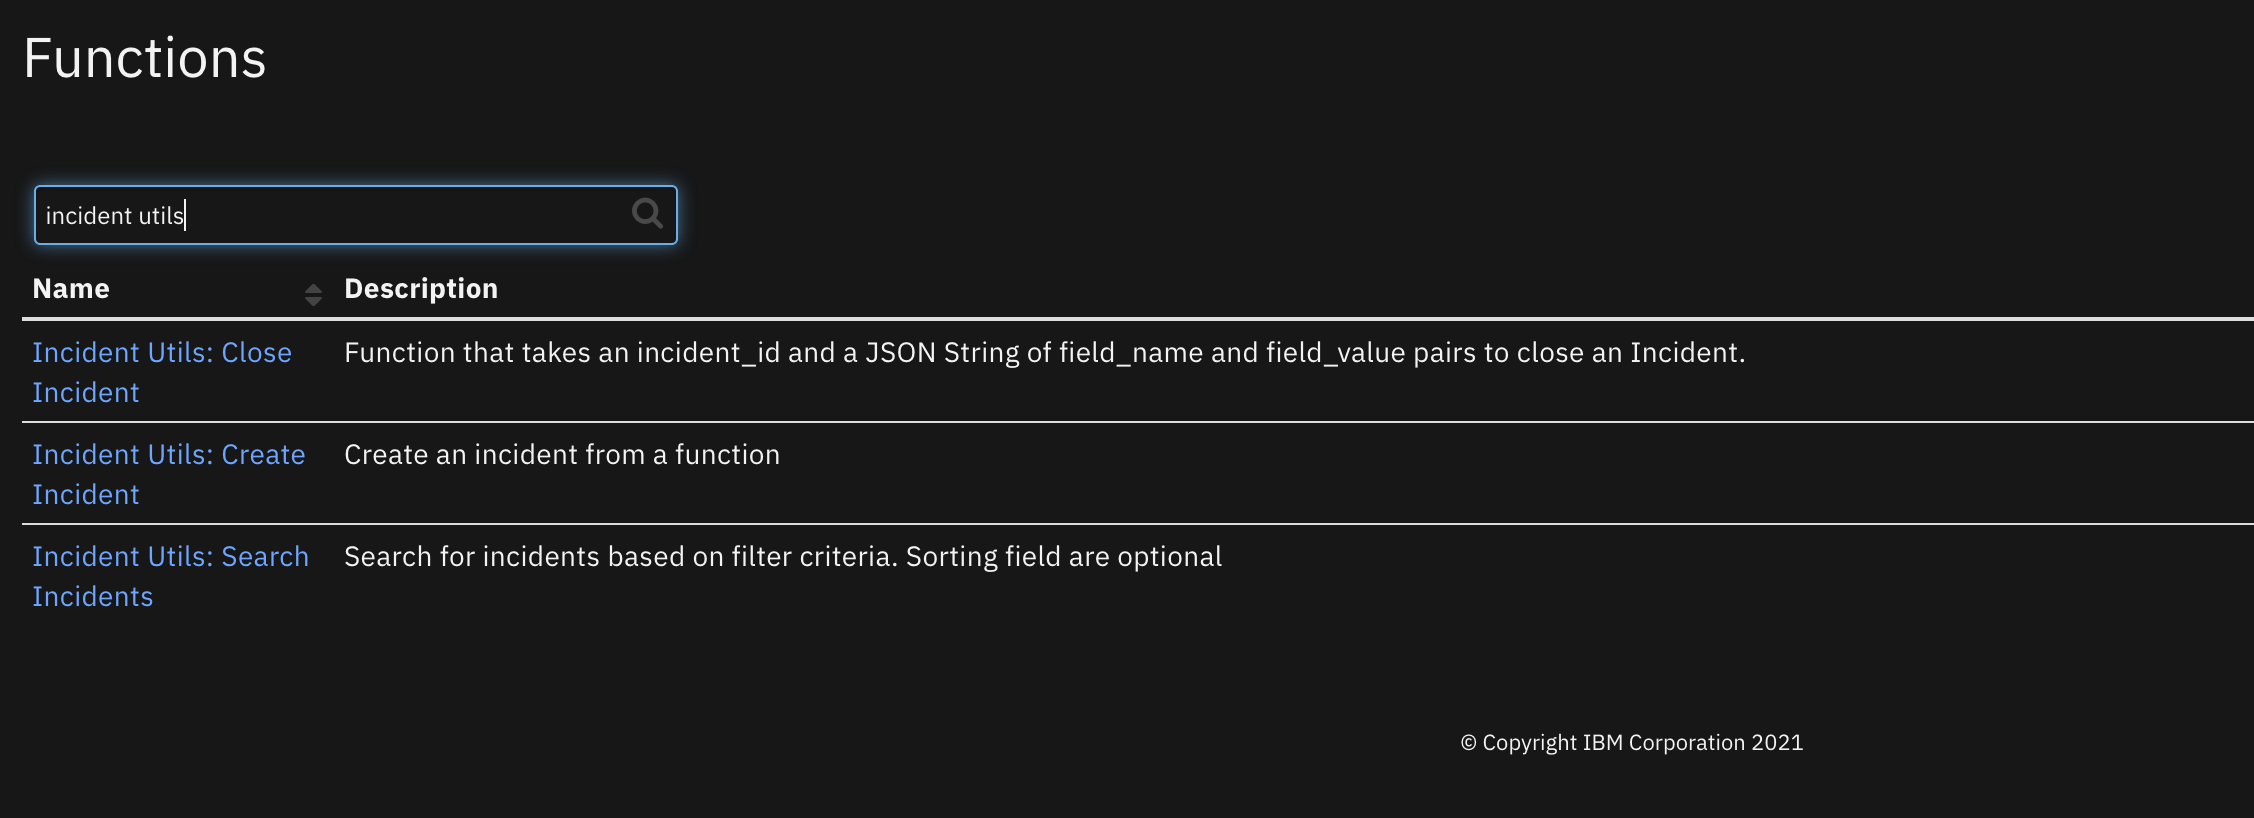 Functions
incident utils
Name Description
Incident Utils: Close Function that takes an incident_id and a JSON String of field_name and field_value pairs to close an Incident.
Incident
Incident Utils: Create Create an incident from a function
Incident
Incident Utils: Search Search for incidents based on filter criteria. Sorting field are optional
Incidents
© Copyright IBM Corporation 2021